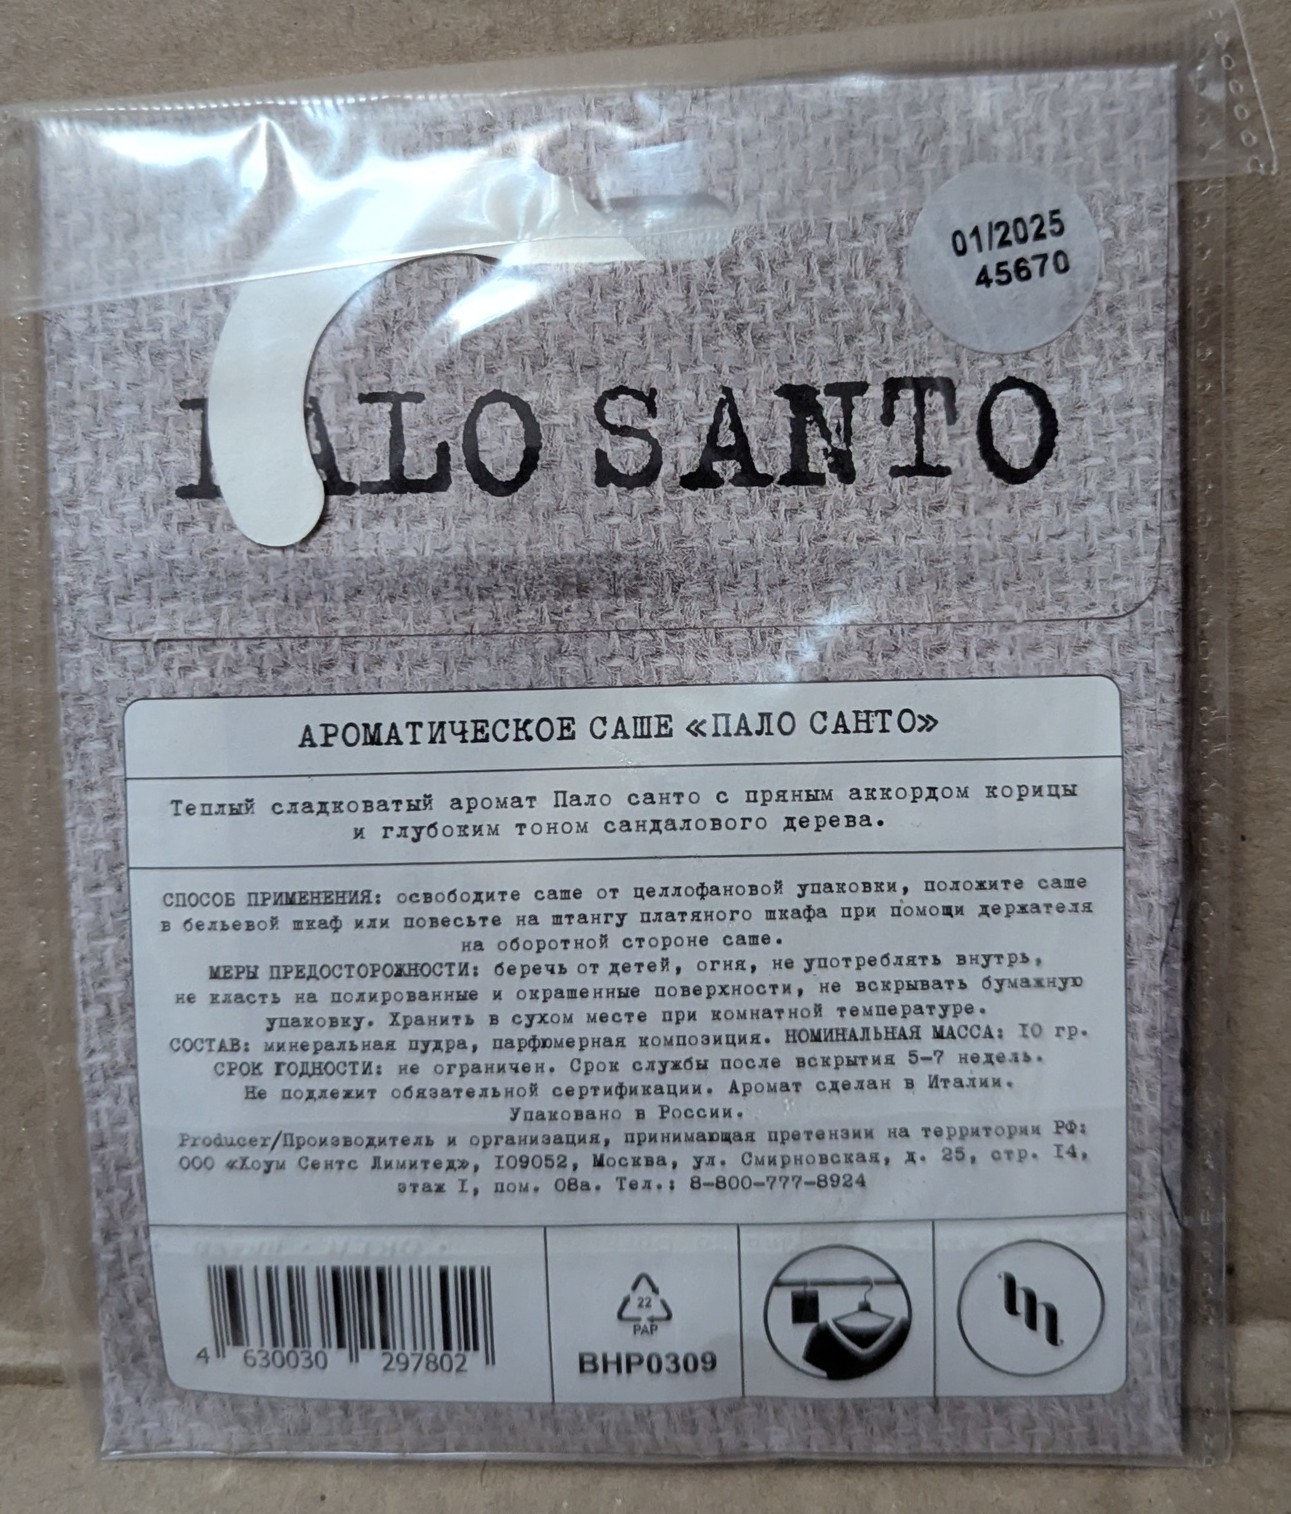 01/2025
45670
PALO SANTO
АРОМАТИЧЕСКОЕ САШЕ «ПАЛО САНТО»
Теплый сладковатый аромат Пало санто с пряным аккордом корицы
и глубоким тоном сандалового дерева.
СПОСОБ ПРИМЕНЕНИЯ: освободите саше от целлофановой упаковки, положите саше
в бельевой шкаф или повесьте на штангу платяного шкафа при помощи держателя
на оборотной стороне саше.
МЕРЫ ПРЕДОСТОРОЖНОСТИ: беречь от детей, огня, не употреблять внутрь,
не класть на полированные и окрашенные поверхности, не вскрывать бумажную
упаковку. Хранить в сухом месте при комнатной температуре.
СОСТАВ: минеральная пудра, парфюмерная композиция. НОМИНАЛЬНАЯ МАССА: 10 гр.
СРОК ГОДНОСТИ: не ограничен. Срок службы после вскрытия 5-7 недель.
Не подлежит обязательной сертификации. Аромат сделан в Италии.
Упаковано в России.
Producer/Производитель и организация, принимающая претензии на территории РФ:
ООО «Хоум Сентс Лимитед», 109052, Москва, ул. Смирновская, д. 25, стр. 14,
этаж 1, пом. 08а. Тел.: 8-800-777-8924
4 630030 297802
22
PAP
BHP0309